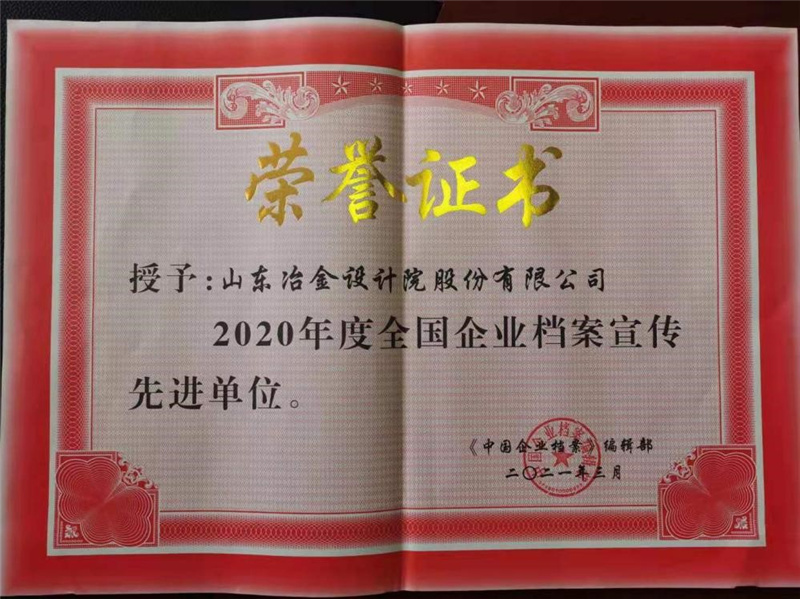 荣誉证书
授予:山东冶金设计院股份有限公司
2020年度全国企业档案宣传
先进单位。
《中国企业档案》编辑部
二〇二一年三月